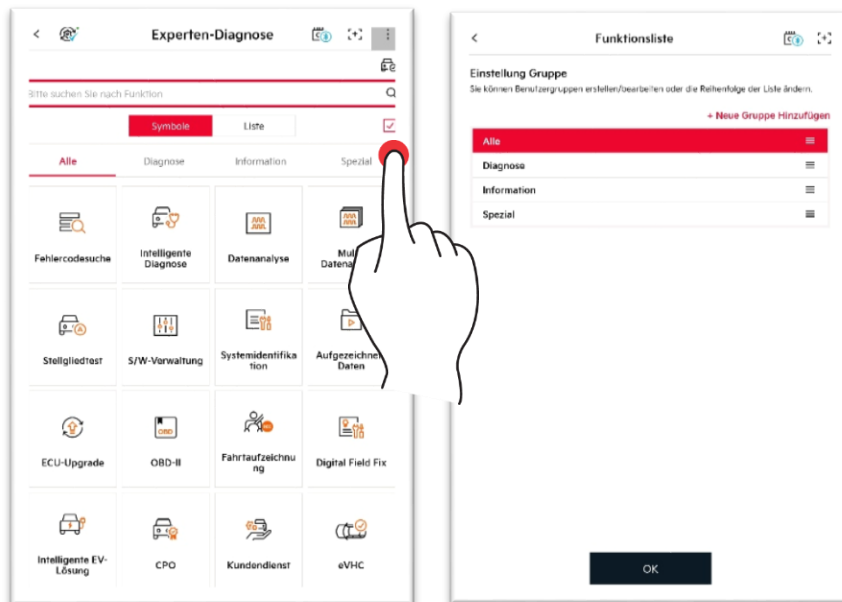 Experten-Diagnose
Bitte suchen Sie nach Funktion
Symbole Liste
Alle Diagnose Information Spezial
Fehlercodesuche
Intelligente
Diagnose
Datenanalyse
Stellgliedtest
S/W-Verwaltung
Systemidentifika
tion
Daten
ECU-Upgrade
OBD
OBD-II
Fahrtaufzeichnu
ng
Digital Field Fix
Intelligente EV-
Lösung
CPO
Kundendienst
eVHC
Funktionsliste
Einstellung Gruppe
Sie können Benutzergruppen erstellen/bearbeiten oder die Reihenfolge der Liste ändern.
+ Neue Gruppe Hinzufügen
Alle
Diagnose
Information
Spezial
OK